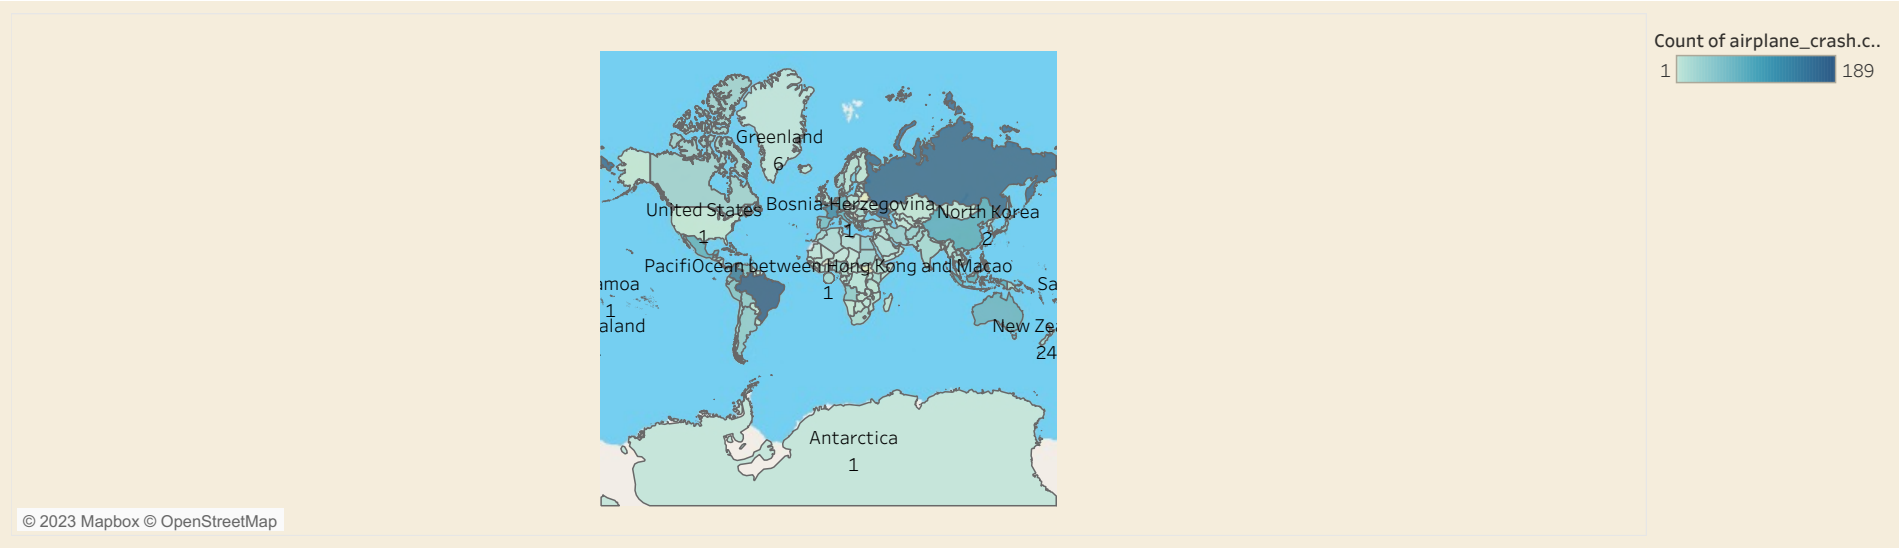 Count of airplane_crash.c..
1 189
Greenland
6
United States
1
Bosnia-Herzegovina
1
North Korea
2
PacifiOcean between Hong Kong and Macao
1
amoa
1
aland
Sa
New Zea
24
Antarctica
1
© 2023 Mapbox © OpenStreetMap